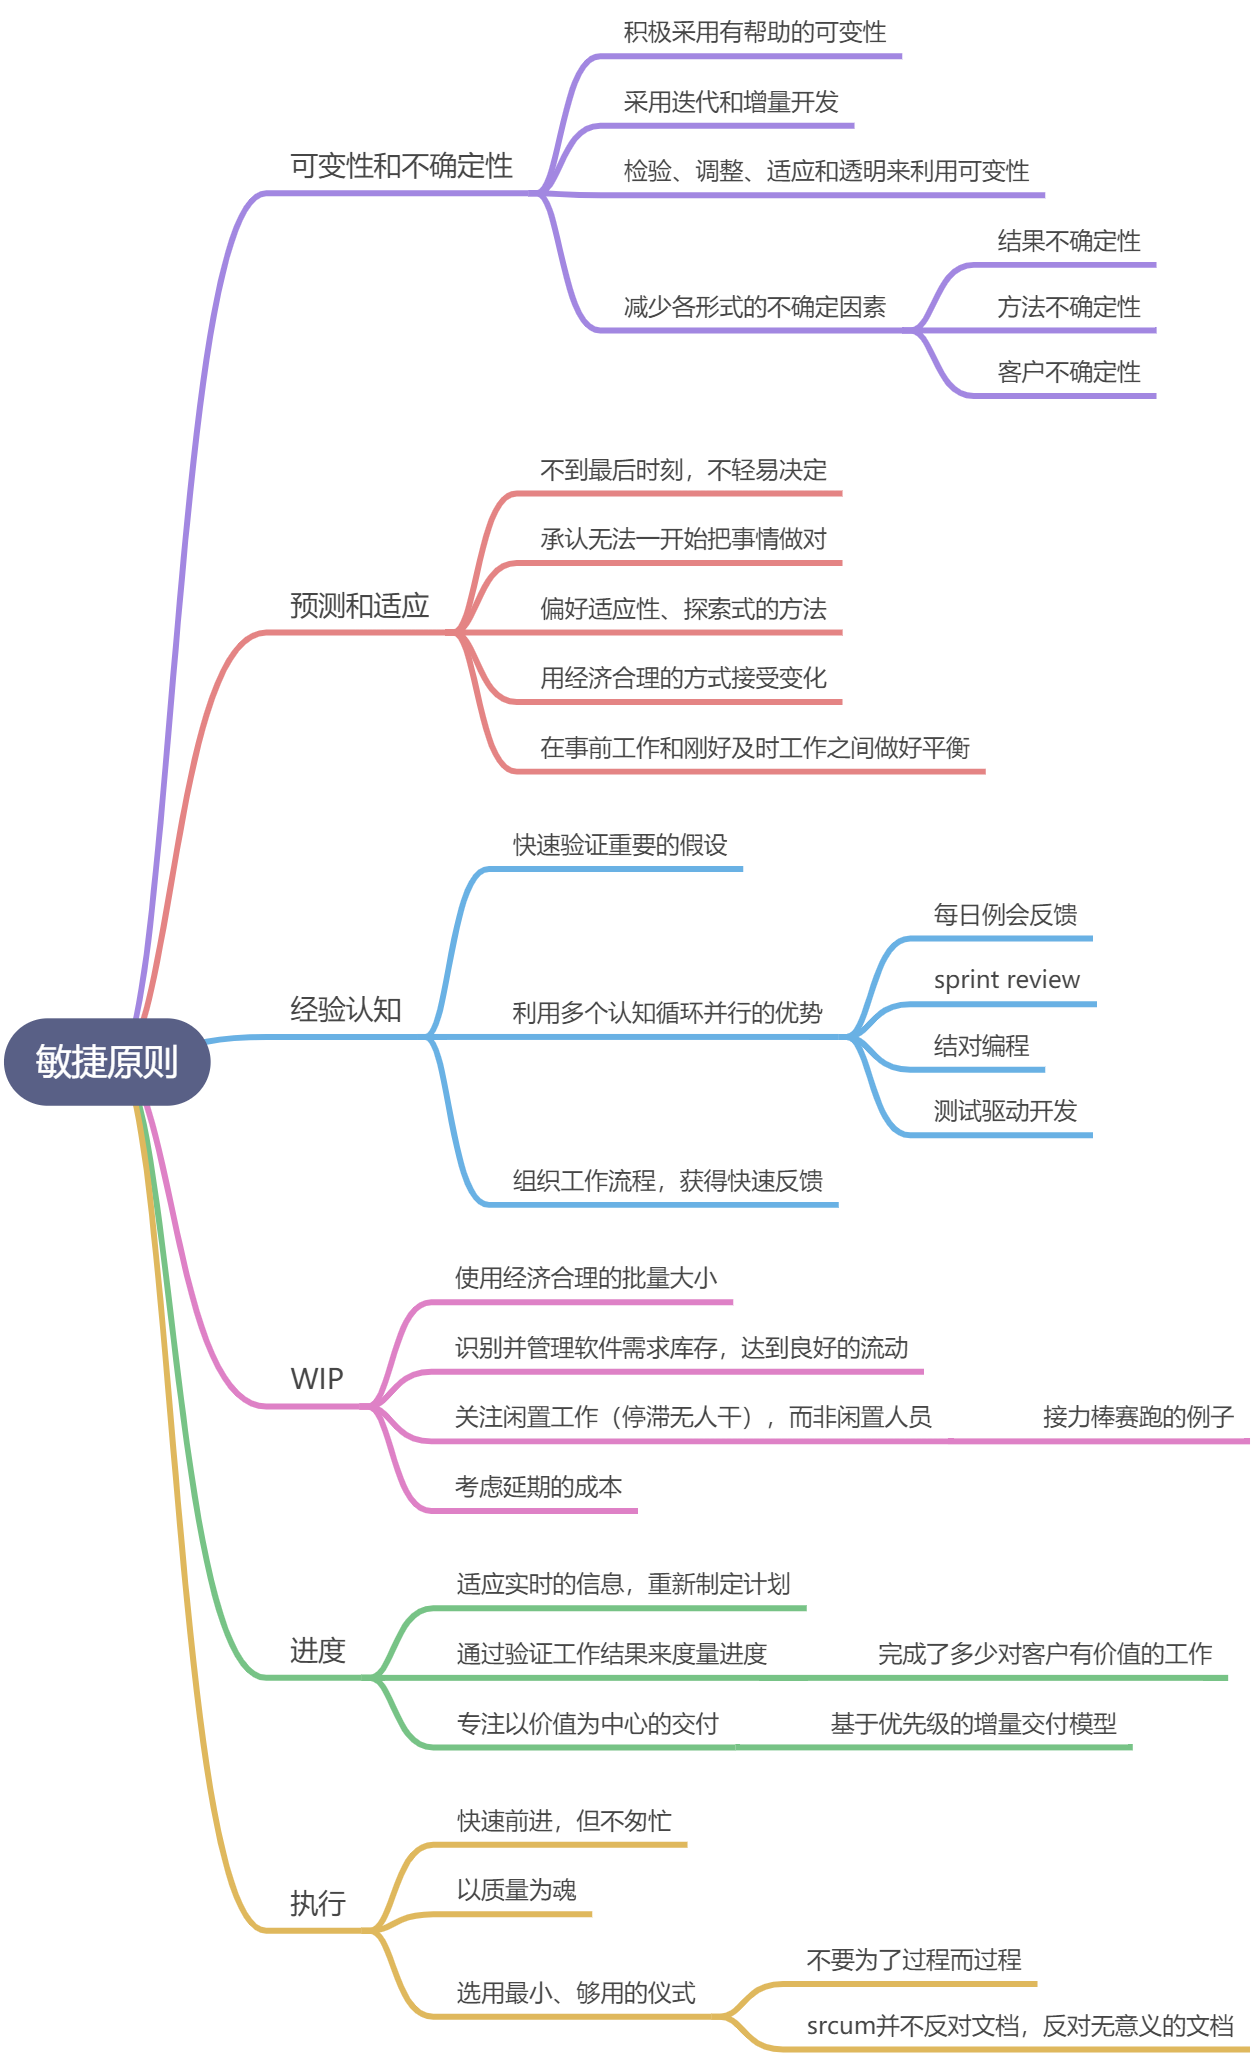 敏捷原则
可变性和不确定性
积极采用有帮助的可变性
采用迭代和增量开发
检验、调整、适应和透明来利用可变性
减少各形式的不确定因素
结果不确定性
方法不确定性
客户不确定性
预测和适应
不到最后时刻，不轻易决定
承认无法一开始把事情做对
偏好适应性、探索式的方法
用经济合理的方式接受变化
在事前工作和刚好及时工作之间做好平衡
经验认知
快速验证重要的假设
利用多个认知循环并行的优势
每日例会反馈
sprint review
结对编程
测试驱动开发
组织工作流程，获得快速反馈
WIP
使用经济合理的批量大小
识别并管理软件需求库存，达到良好的流动
关注闲置工作（停滞无人干），而非闲置人员
接力棒赛跑的例子
考虑延期的成本
进度
适应实时的信息，重新制定计划
通过验证工作结果来度量进度
完成了多少对客户有价值的工作
专注以价值为中心的交付
基于优先级的增量交付模型
执行
快速前进，但不匆忙
以质量为魂
选用最小、够用的仪式
不要为了过程而过程
srcum并不反对文档，反对无意义的文档